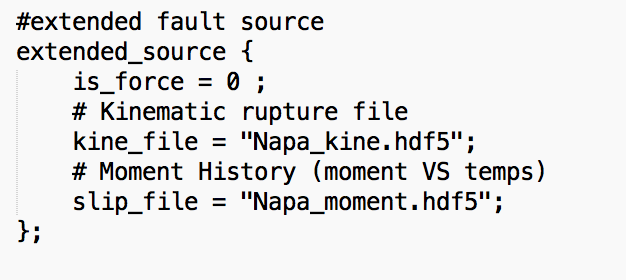 #extended fault source
extended_source {
    is_force = 0 ;
    # Kinematic rupture file
    kine_file = "Napa_kine.hdf5";
    # Moment History (moment VS temps)
    slip_file = "Napa_moment.hdf5";
};